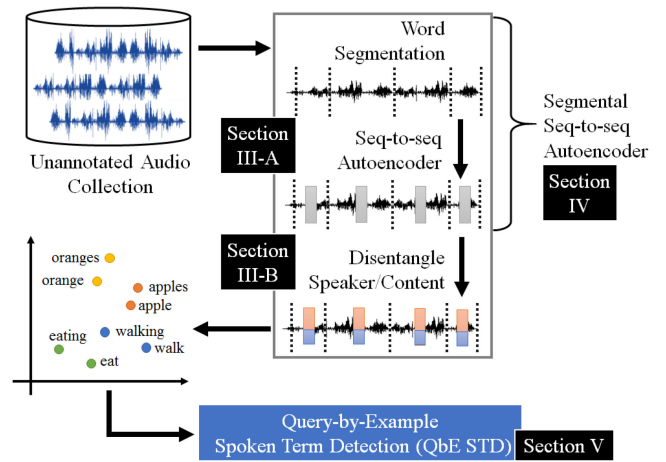 Unannotated Audio
Collection
Word
Segmentation
Section
III-A
Seq-to-seq
Autoencoder
Segmental
Seq-to-seq
Autoencoder
Section
IV
Section
III-B
Disentangle
Speaker/Content
oranges
orange
apples
apple
walking
walk
eating
eat
Query-by-Example
Spoken Term Detection (QbE STD)
Section V